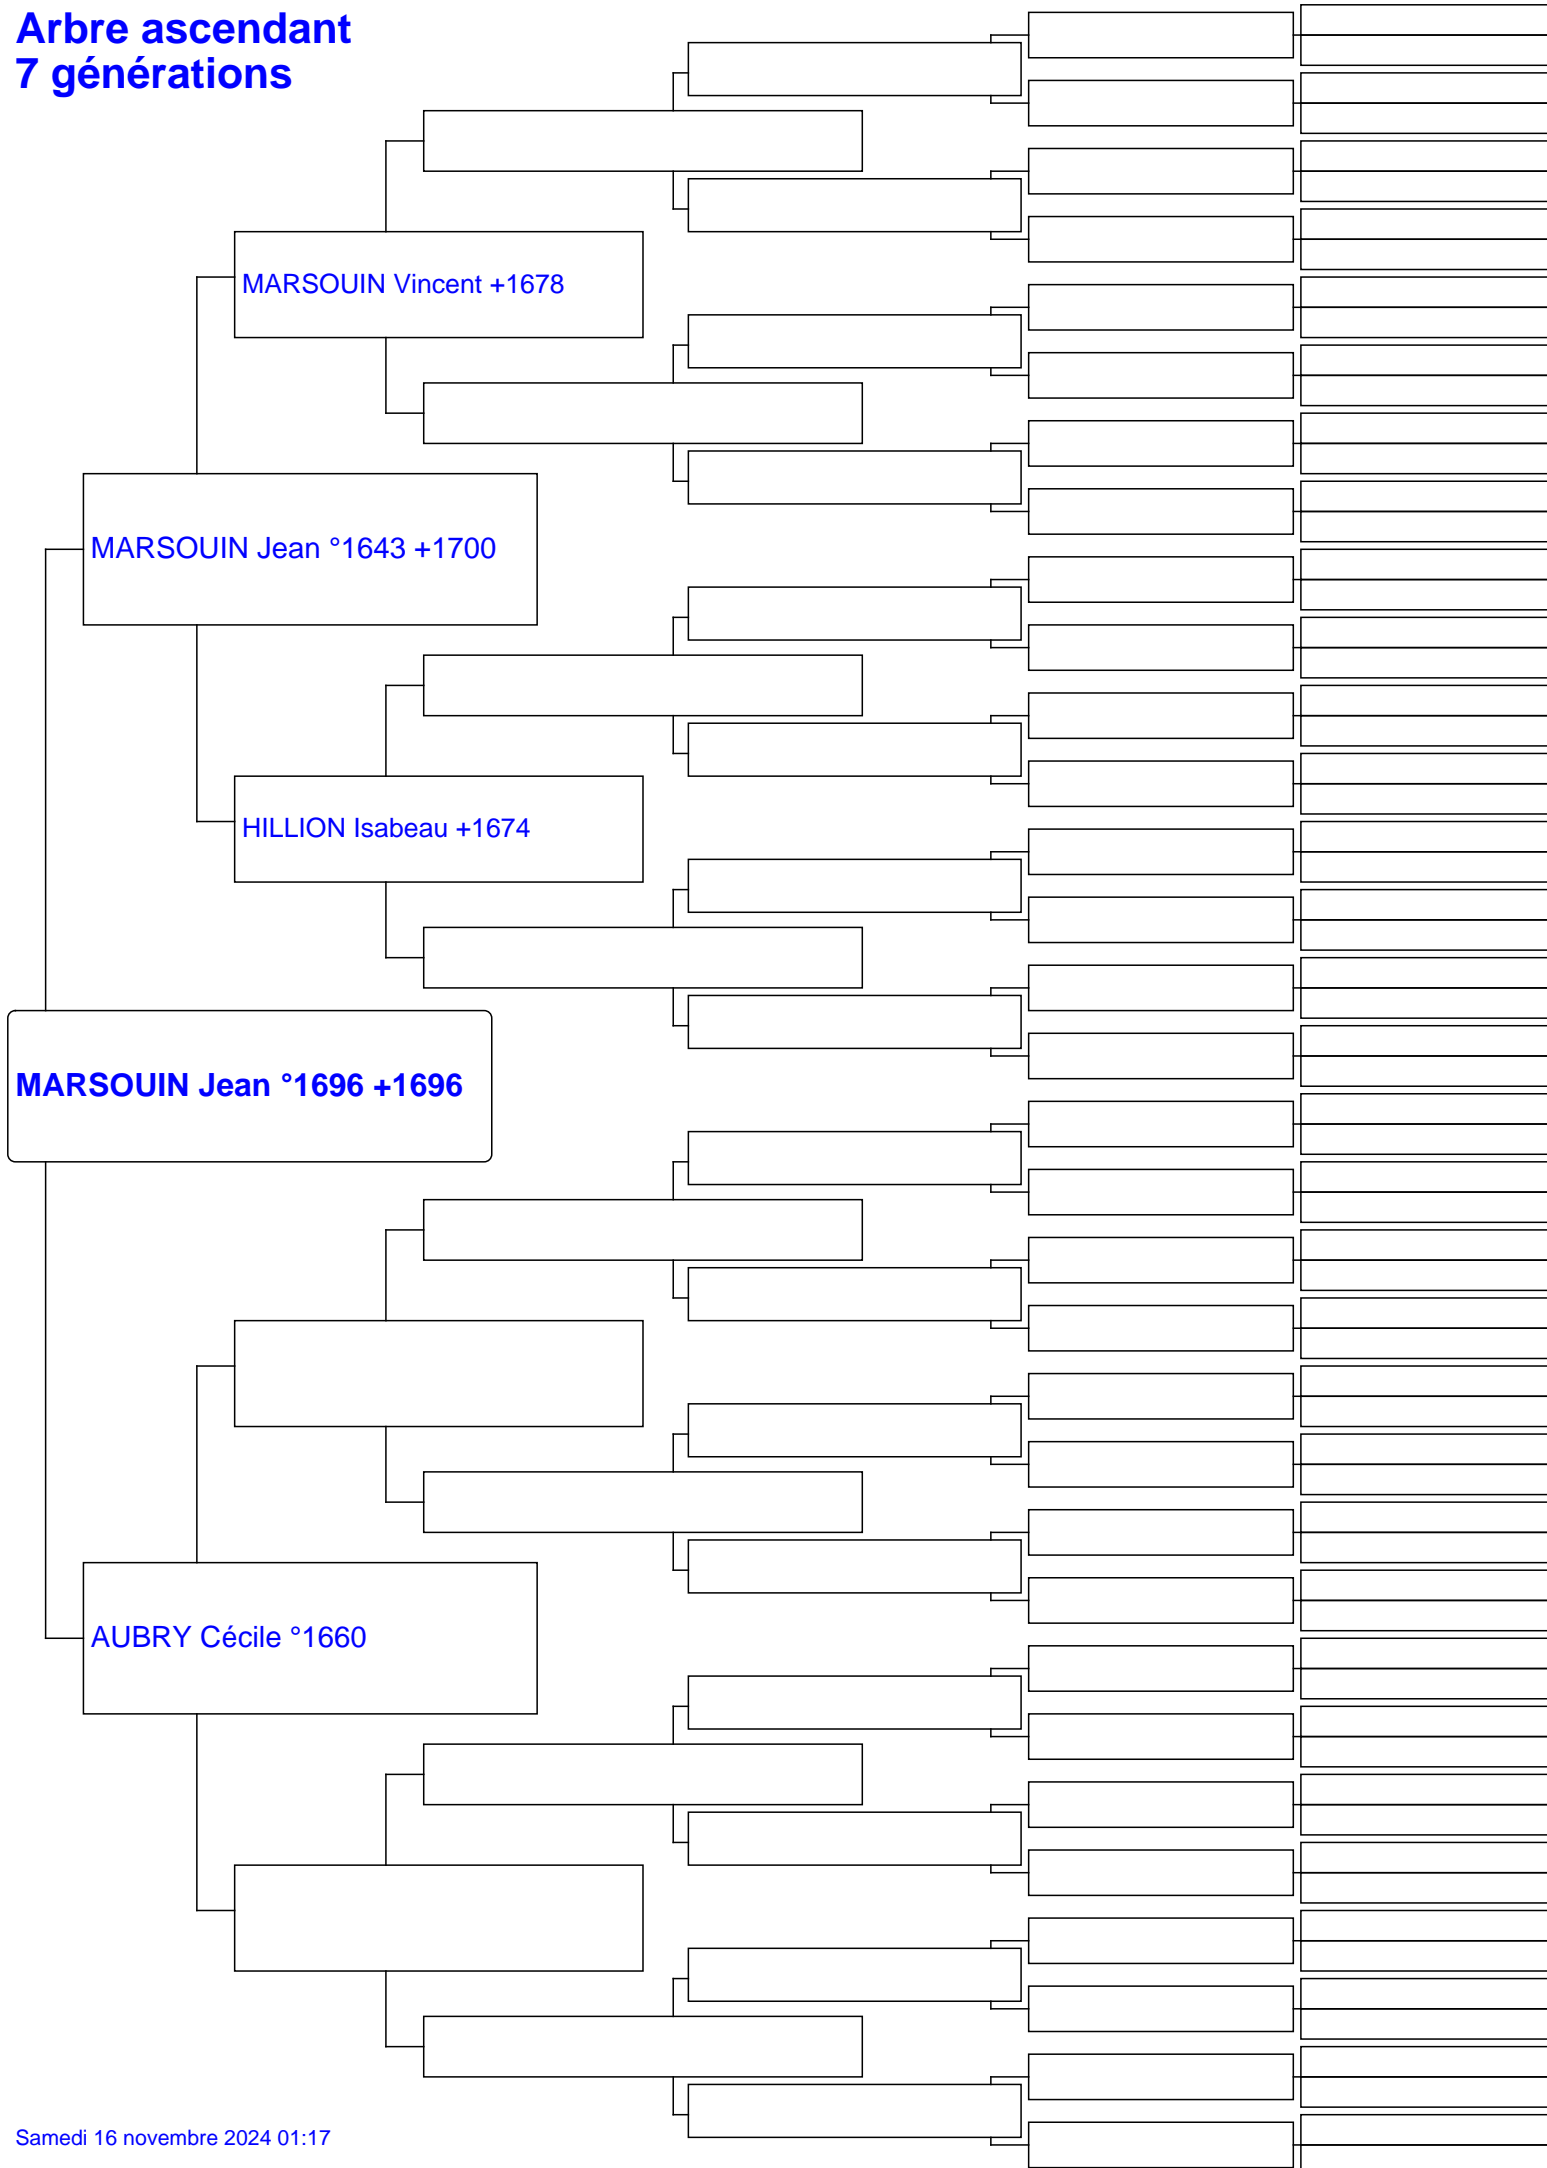 Arbre ascendant
7 générations
MARSOUIN Vincent +1678
MARSOUIN Jean °1643 +1700
HILLION Isabeau +1674
MARSOUIN Jean °1696 +1696
AUBRY Cécile °1660
Samedi 16 novembre 2024 01:17